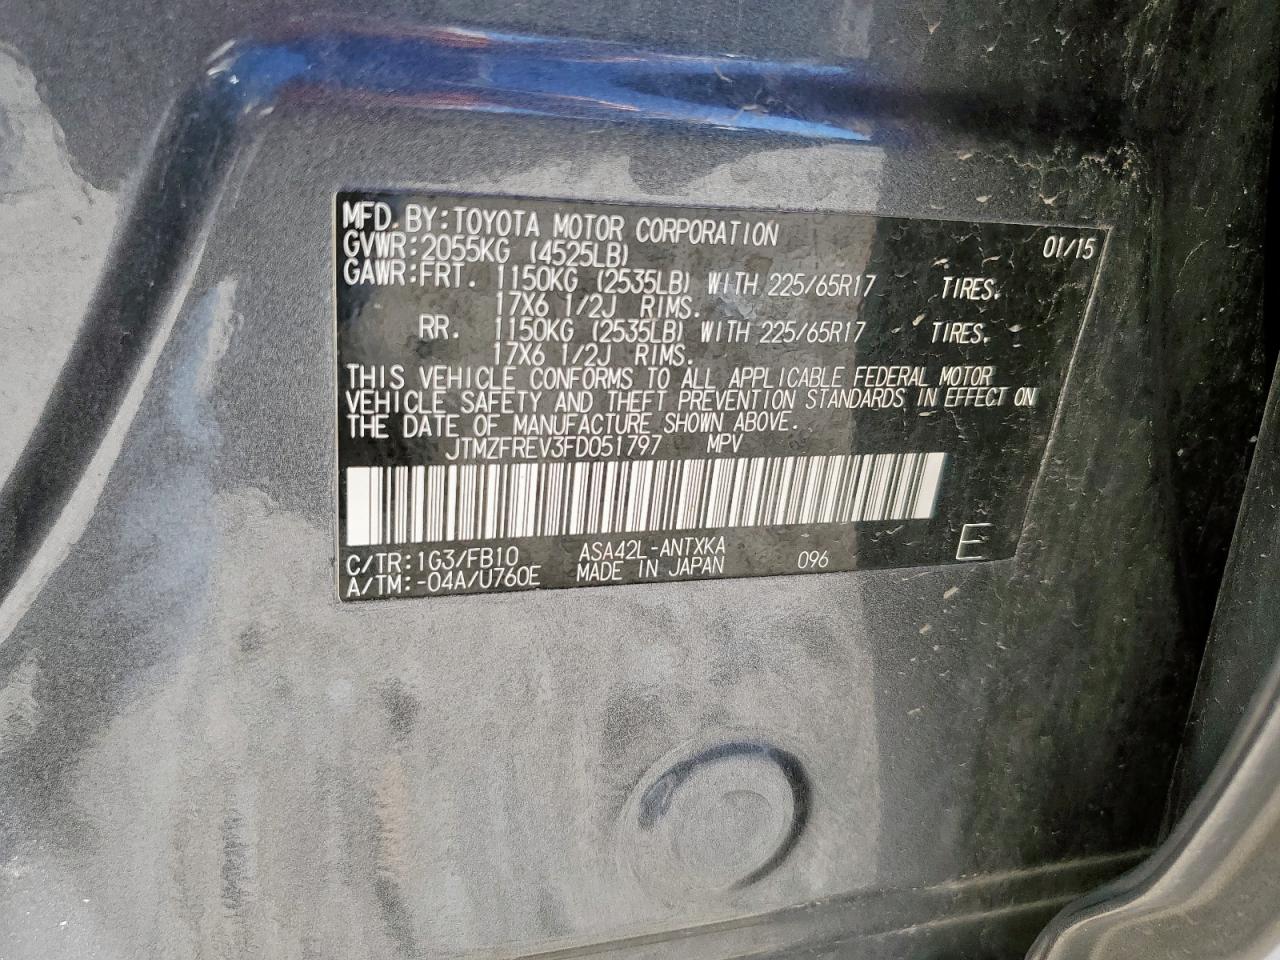 MFD. BY:TOYOTA MOTOR CORPORATION 01/15
GVWR:2055KG (4525LB)
GAWR:FRT. 1150KG (2535LB) WITH 225/65R17 TIRES.
17X6 1/2J RIMS.
RR. 1150KG (2535LB) WITH 225/65R17 TIRES.
17X6 1/2J RIMS.
THIS VEHICLE CONFORMS TO ALL APPLICABLE FEDERAL MOTOR
VEHICLE SAFETY AND THEFT PREVENTION STANDARDS IN EFFECT ON
THE DATE OF MANUFACTURE SHOWN ABOVE.
JTMZFREV3FD051797 MPV
C/TR:1G3/FB10 ASA42L-ANTXKA 096 E
A/TM:-04A/U760E MADE IN JAPAN